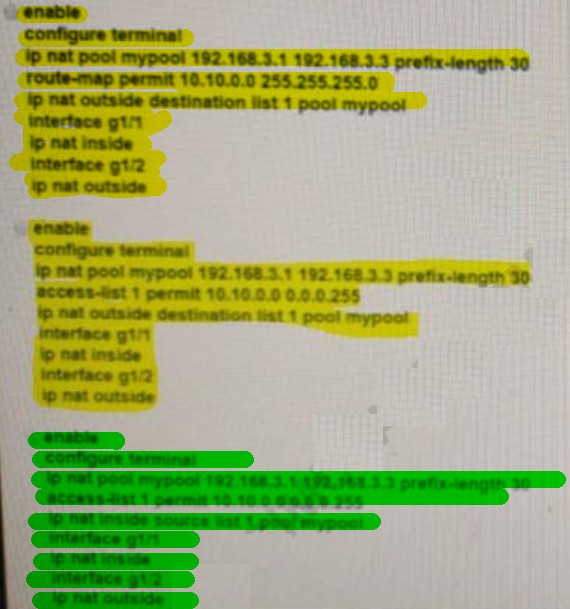 enable
configure terminal
ip nat pool mypool 192.168.3.1 192.168.3.3 prefix-length 30
route-map permit 10.10.0.0 255.255.255.0
ip nat outside destination list 1 pool mypool
interface g1/1
ip nat inside
interface g1/2
ip nat outside
enable
configure terminal
ip nat pool mypool 192.168.3.1 192.168.3.3 prefix-length 30
access-list 1 permit 10.10.0.0 0.0.0.255
ip nat outside destination list 1 pool mypool
interface g1/1
ip nat inside
interface g1/2
ip nat outside
enable
configure terminal
ip nat pool mypool 192.168.3.1 192.168.3.3 prefix-length 30
access-list 1 permit 10.10.0.0 0.0.0.255
ip nat inside source list 1 pool mypool
interface g1/1
ip nat inside
interface g1/2
ip nat outside